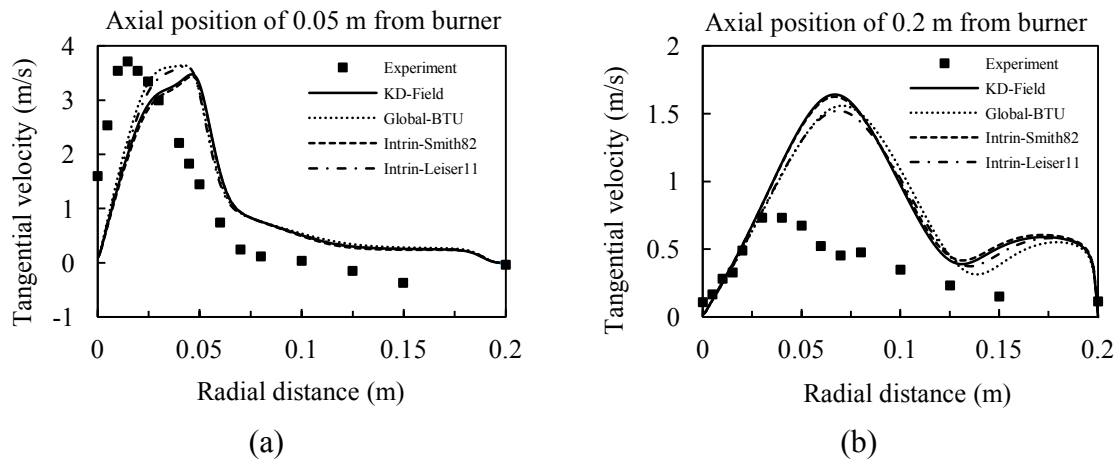 Axial position of 0.05 m from burner
4
3
2
1
0
-1
Tangential velocity (m/s)
Experiment
KD-Field
Global-BTU
Intrin-Smith82
Intrin-Leiser11
0 0.05 0.1 0.15 0.2
Radial distance (m)
(a)
Axial position of 0.2 m from burner
2
1.5
1
0.5
0
Tangential velocity (m/s)
Experiment
KD-Field
Global-BTU
Intrin-Smith82
Intrin-Leiser11
0 0.05 0.1 0.15 0.2
Radial distance (m)
(b)